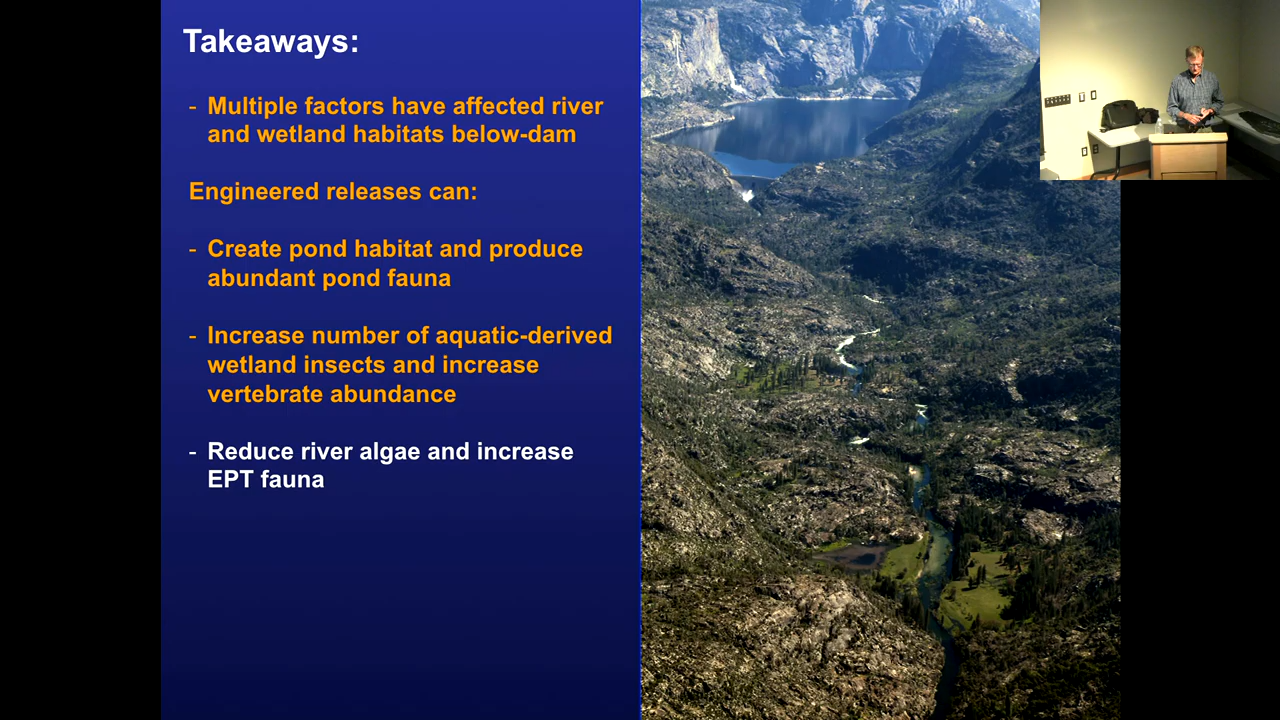 Takeaways:
- Multiple factors have affected river
and wetland habitats below-dam
Engineered releases can:
- Create pond habitat and produce
abundant pond fauna
- Increase number of aquatic-derived
wetland insects and increase
vertebrate abundance
- Reduce river algae and increase
EPT fauna